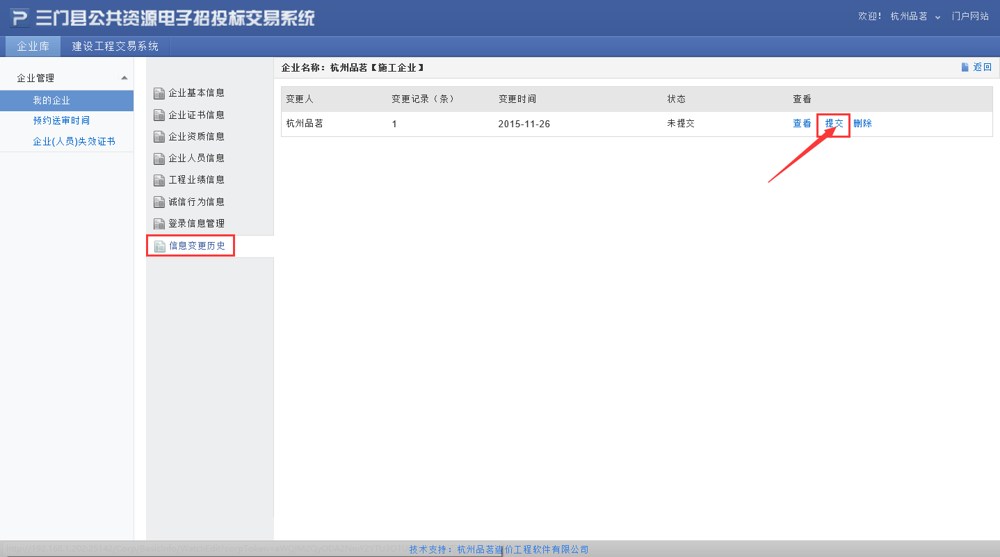 P 三门县公共资源电子招投标交易系统
欢迎! 杭州品茗 门户网站
企业库 建设工程交易系统
企业管理
我的企业
预约送审时间
企业(人员)失效证书
企业基本信息
企业证书信息
企业资质信息
企业人员信息
工程业绩信息
诚信行为信息
登录信息管理
信息变更历史
企业名称：杭州品茗【施工企业】 返回
变更人 变更记录（条） 变更时间 状态 查看
杭州品茗 1 2015-11-26 未提交 查看 提交 删除
技术支持：杭州品茗造价工程软件有限公司